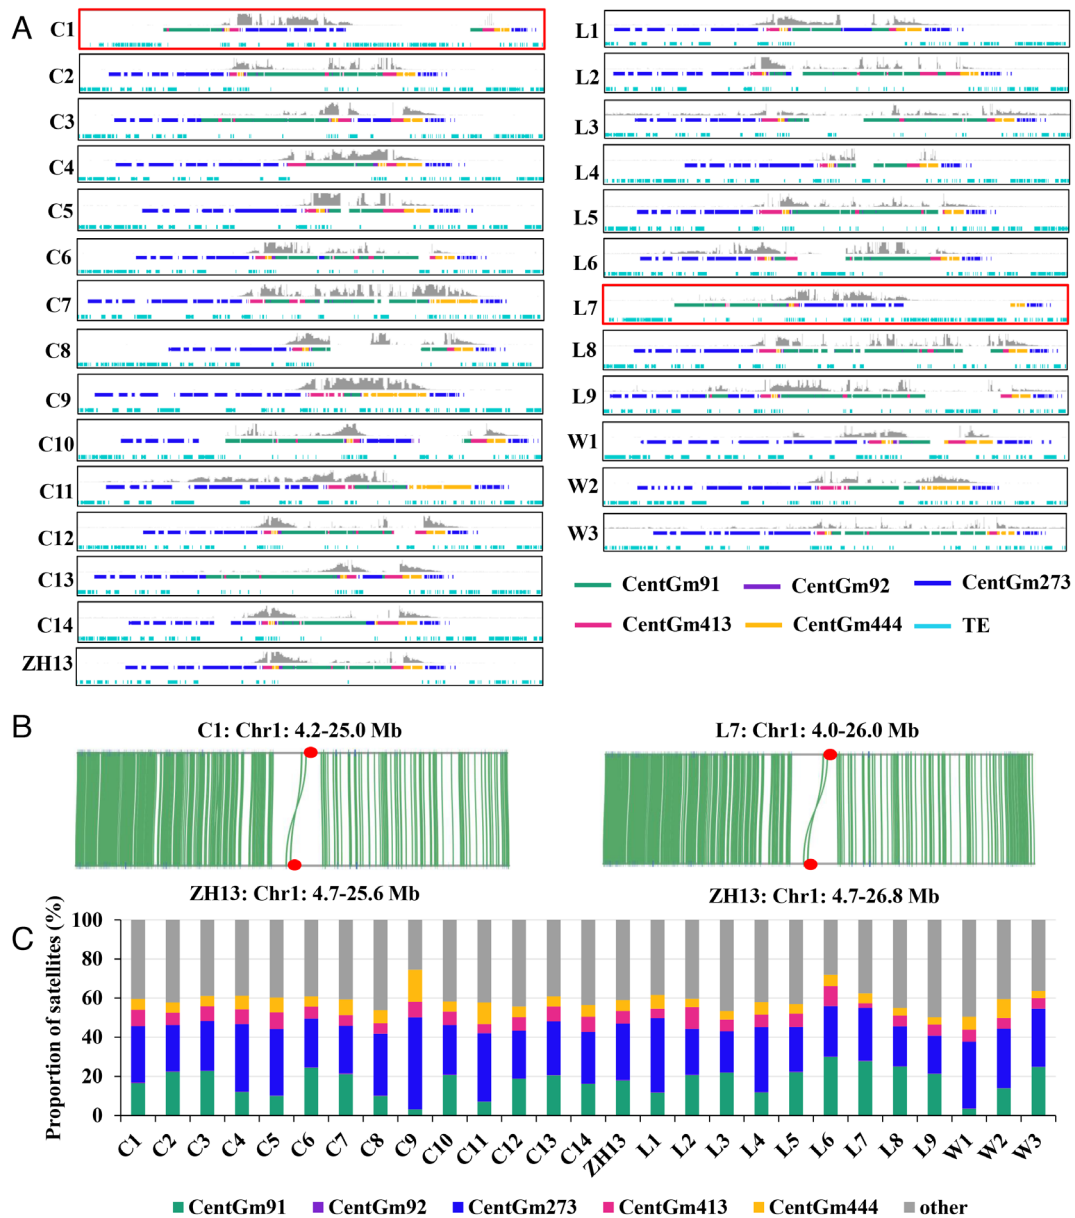 A
C1
C2
C3
C4
C5
C6
C7
C8
C9
C10
C11
C12
C13
C14
ZH13
L1
L2
L3
L4
L5
L6
L7
L8
L9
W1
W2
W3
CentGm91 CentGm92 CentGm273
CentGm413 CentGm444 TE
B
C1: Chr1: 4.2-25.0 Mb
L7: Chr1: 4.0-26.0 Mb
ZH13: Chr1: 4.7-25.6 Mb
ZH13: Chr1: 4.7-26.8 Mb
C
Proportion of satellites (%)
100
80
60
40
20
0
C1 C2 C3 C4 C5 C6 C7 C8 C9 C10 C11 C12 C13 C14 ZH13 L1 L2 L3 L4 L5 L6 L7 L8 L9 W1 W2 W3
CentGm91 CentGm92 CentGm273 CentGm413 CentGm444 other